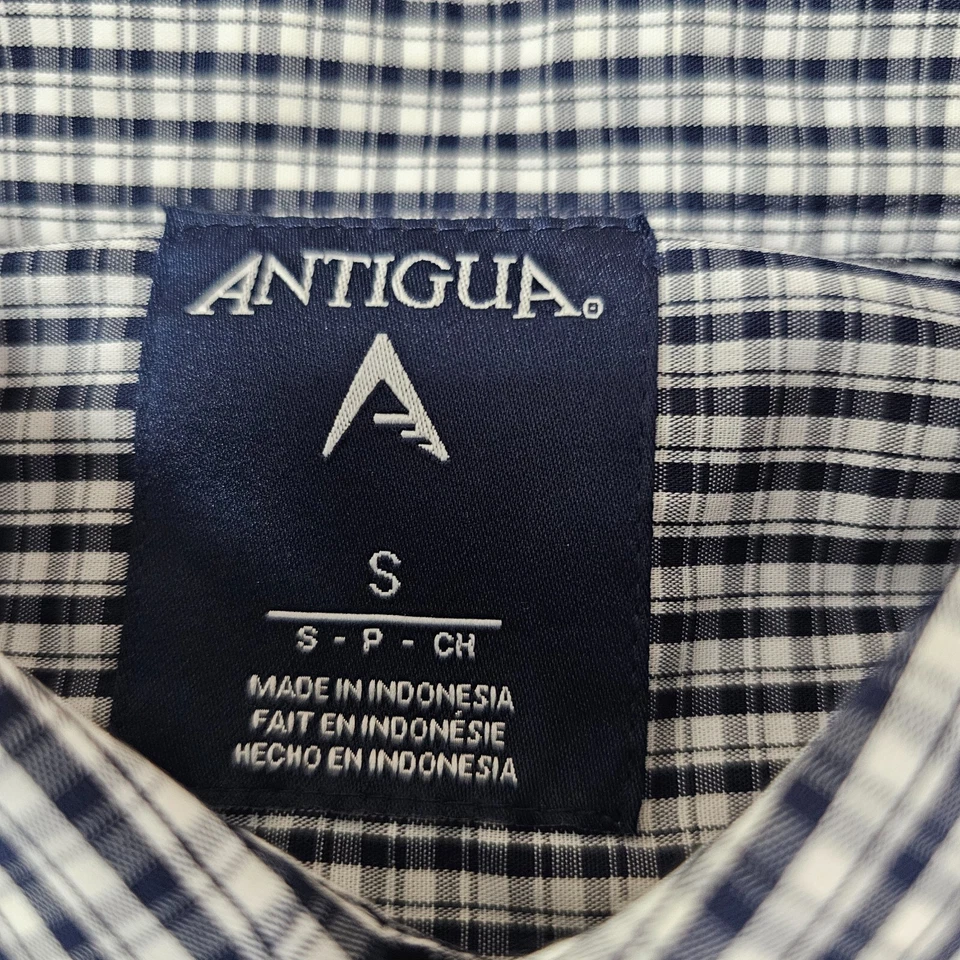 ANTIGUA®
S
S - P - CH
MADE IN INDONESIA
FAIT EN INDONÉSIE
HECHO EN INDONESIA